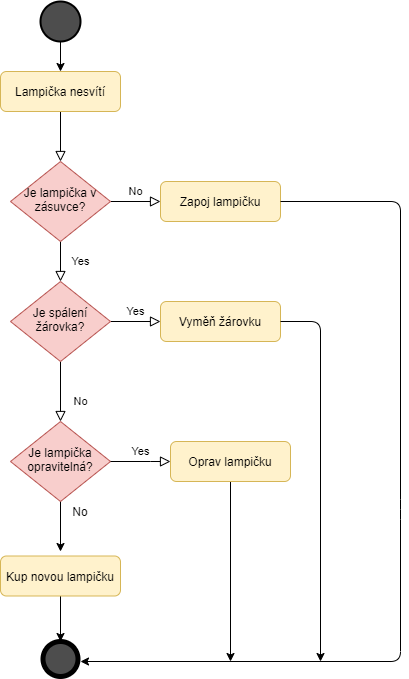 Lampička nesvítí
Je lampička v
zásuvce?
No
Zapoj lampičku
Yes
Je spálení
žárovka?
Yes
Vyměň žárovku
No
Je lampička
opravitelná?
Yes
Oprav lampičku
No
Kup novou lampičku